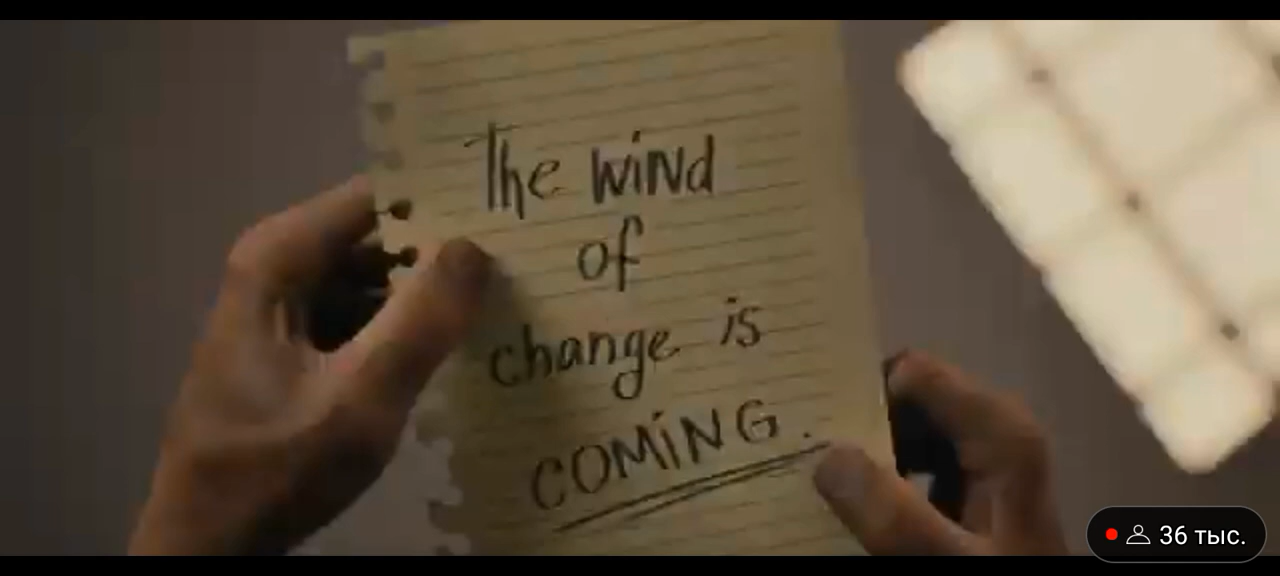 The wiNd
of
change is
COMiNG.
36 тыс.